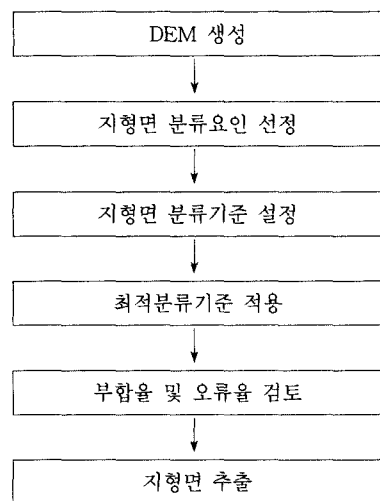 DEM 생성
지형면 분류요인 선정
지형면 분류기준 설정
최적분류기준 적용
부합율 및 오류율 검토
지형면 추출